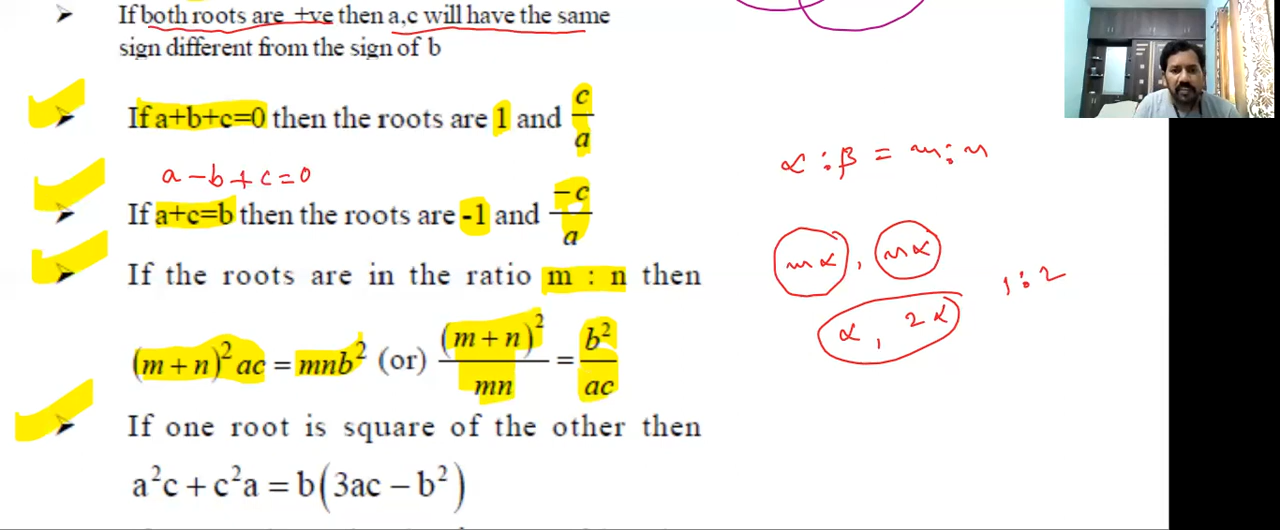 ➢ If both roots are +ve then a,c will have the same
sign different from the sign of b
➢ If a+b+c=0 then the roots are 1 and c/a
a - b + c = 0
➢ If a+c=b then the roots are -1 and -c/a
➢ If the roots are in the ratio m : n then
(m+n)² ac = mnb² (or) (m+n)²/mn = b²/ac
➢ If one root is square of the other then
a²c + c²a = b(3ac − b²)
α : β = m : n
mα , nα
1 : 2
α , 2α